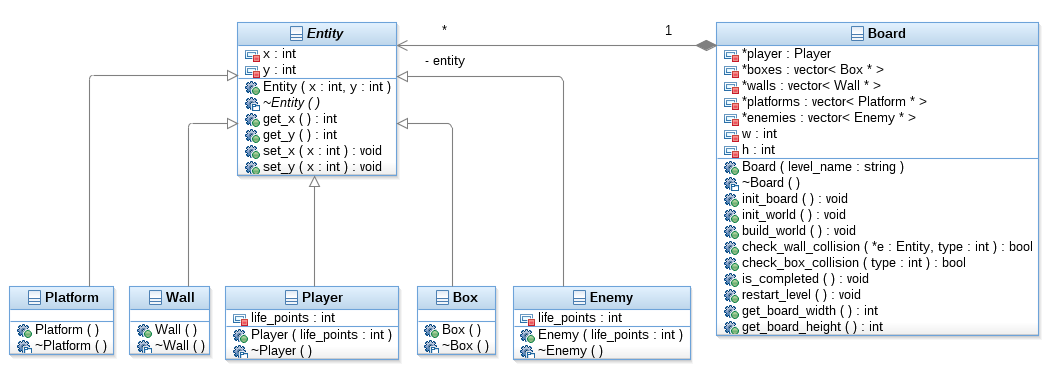 Entity
x : int
y : int
Entity ( x : int, y : int )
~Entity ( )
get_x ( ) : int
get_y ( ) : int
set_x ( x : int ) : void
set_y ( x : int ) : void
*
1
- entity
Board
*player : Player
*boxes : vector< Box * >
*walls : vector< Wall * >
*platforms : vector< Platform * >
*enemies : vector< Enemy * >
w : int
h : int
Board ( level_name : string )
~Board ( )
init_board ( ) : void
init_world ( ) : void
build_world ( ) : void
check_wall_collision ( *e : Entity, type : int ) : bool
check_box_collision ( type : int ) : bool
is_completed ( ) : void
restart_level ( ) : void
get_board_width ( ) : int
get_board_height ( ) : int
Platform
Platform ( )
~Platform ( )
Wall
Wall ( )
~Wall ( )
Player
life_points : int
Player ( life_points : int )
~Player ( )
Box
Box ( )
~Box ( )
Enemy
life_points : int
Enemy ( life_points : int )
~Enemy ( )